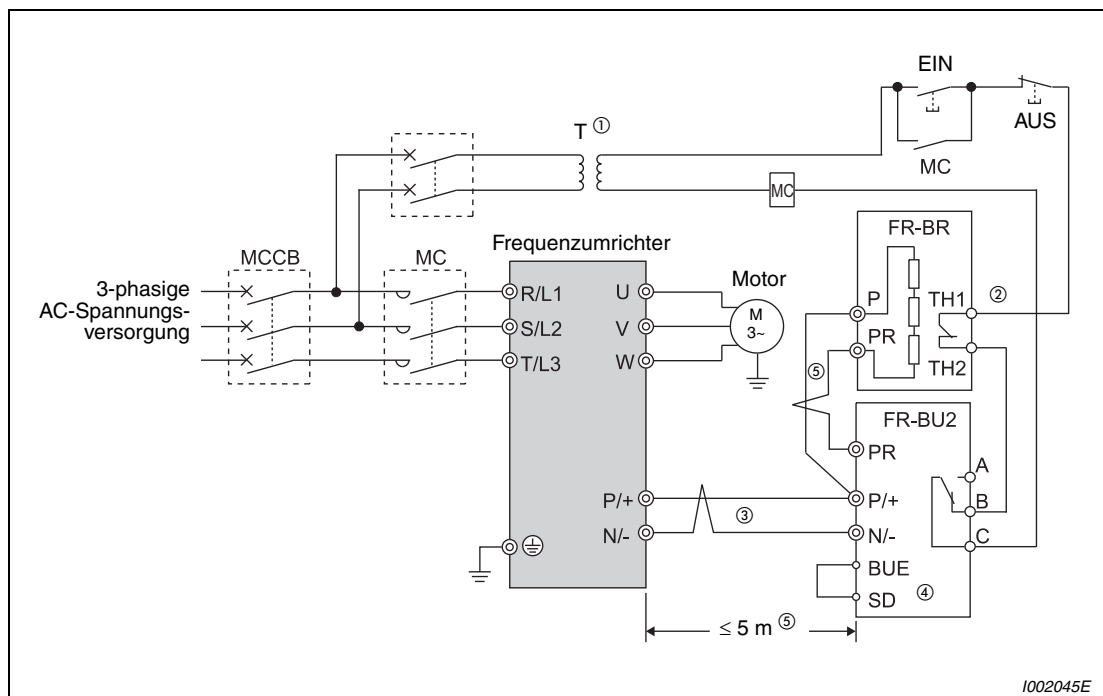 EIN
T ①
AUS
MC
MC
FR-BR
Frequenzumrichter
MCCB
MC
Motor
3-phasige
AC-Spannungs-
versorgung
R/L1
U
M
3~
P
TH1
②
S/L2
V
PR
T/L3
W
⑤
TH2
FR-BU2
PR
A
P/+
P/+
B
③
N/-
N/-
C
BUE
SD
④
≤ 5 m ⑤
I002045E